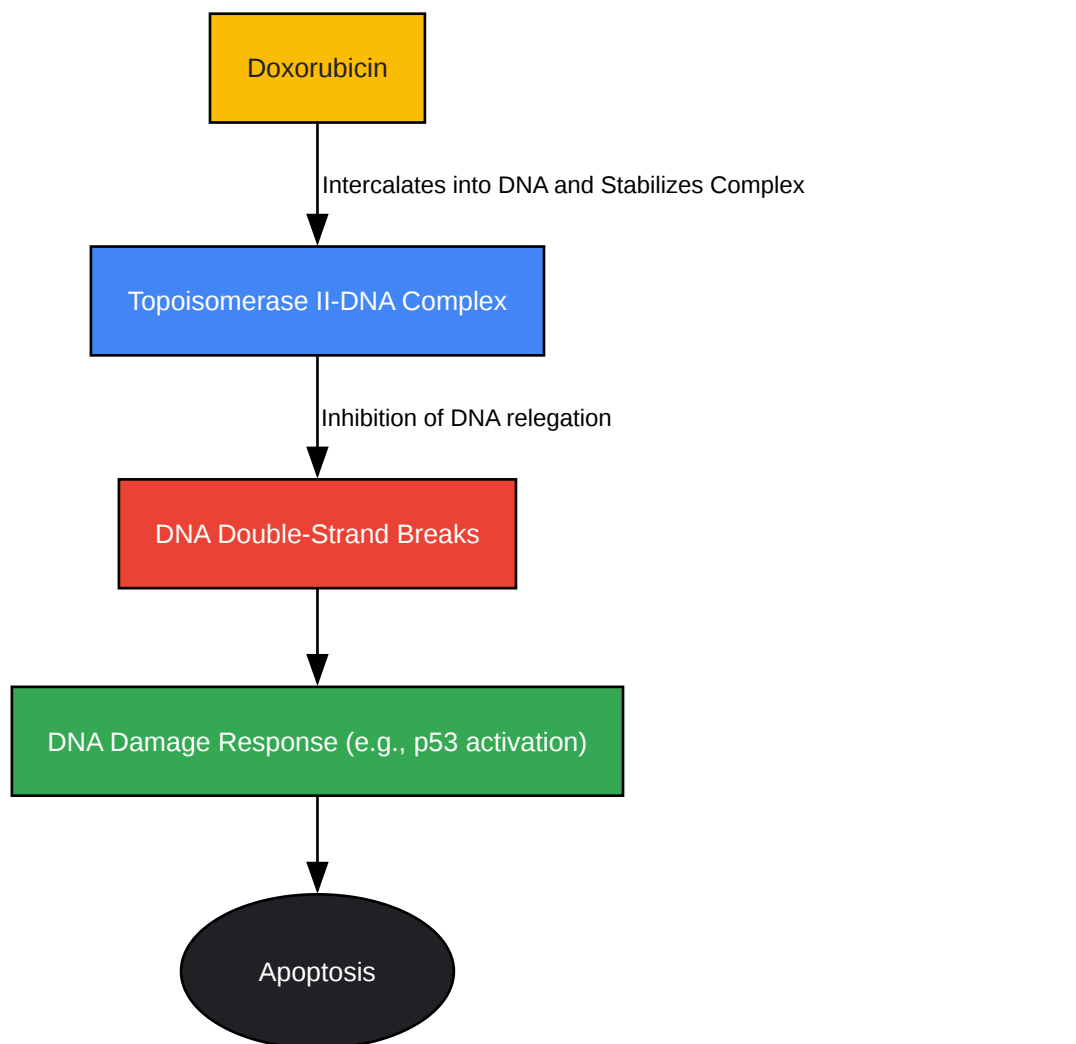 Doxorubicin
Intercalates into DNA and Stabilizes Complex
Topoisomerase II-DNA Complex
Inhibition of DNA relegation
DNA Double-Strand Breaks
DNA Damage Response (e.g., p53 activation)
Apoptosis